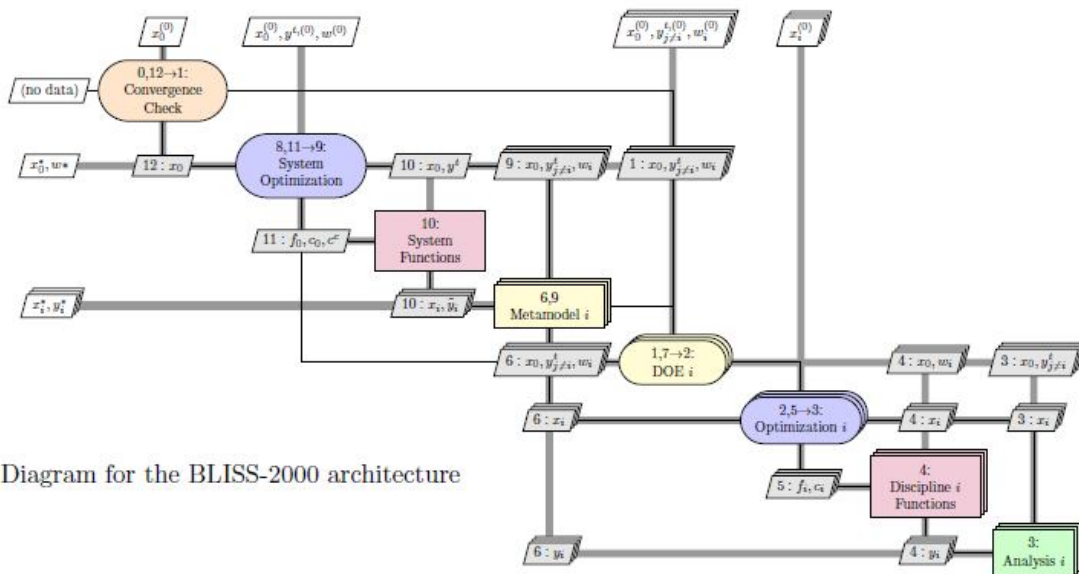 x_0^{(0)}
x_0^{(0)}, y^{t,(0)}, w^{(0)}
x_0^{(0)}, y_{j≠i}^{t,(0)}, w_i^{(0)}
x_i^{(0)}
(no data)
0,12→1:
Convergence
Check
x_0^*, w*
12 : x_0
8,11→9:
System
Optimization
10 : x_0, y^t
9 : x_0, y_{j≠i}^t, w_i
1 : x_0, y_{j≠i}^t, w_i
11 : f_0, c_0, c^c
10:
System
Functions
x_i^*, y_i^*
10 : x_i, ỹ_i
6,9
Metamodel i
6 : x_0, y_{j≠i}^t, w_i
1,7→2:
DOE i
4 : x_0, w_i
3 : x_0, y_{j≠i}^t
6 : x_i
2,5→3:
Optimization i
4 : x_i
3 : x_i
Diagram for the BLISS-2000 architecture
5 : f_i, c_i
4:
Discipline i
Functions
6 : y_i
4 : y_i
3:
Analysis i